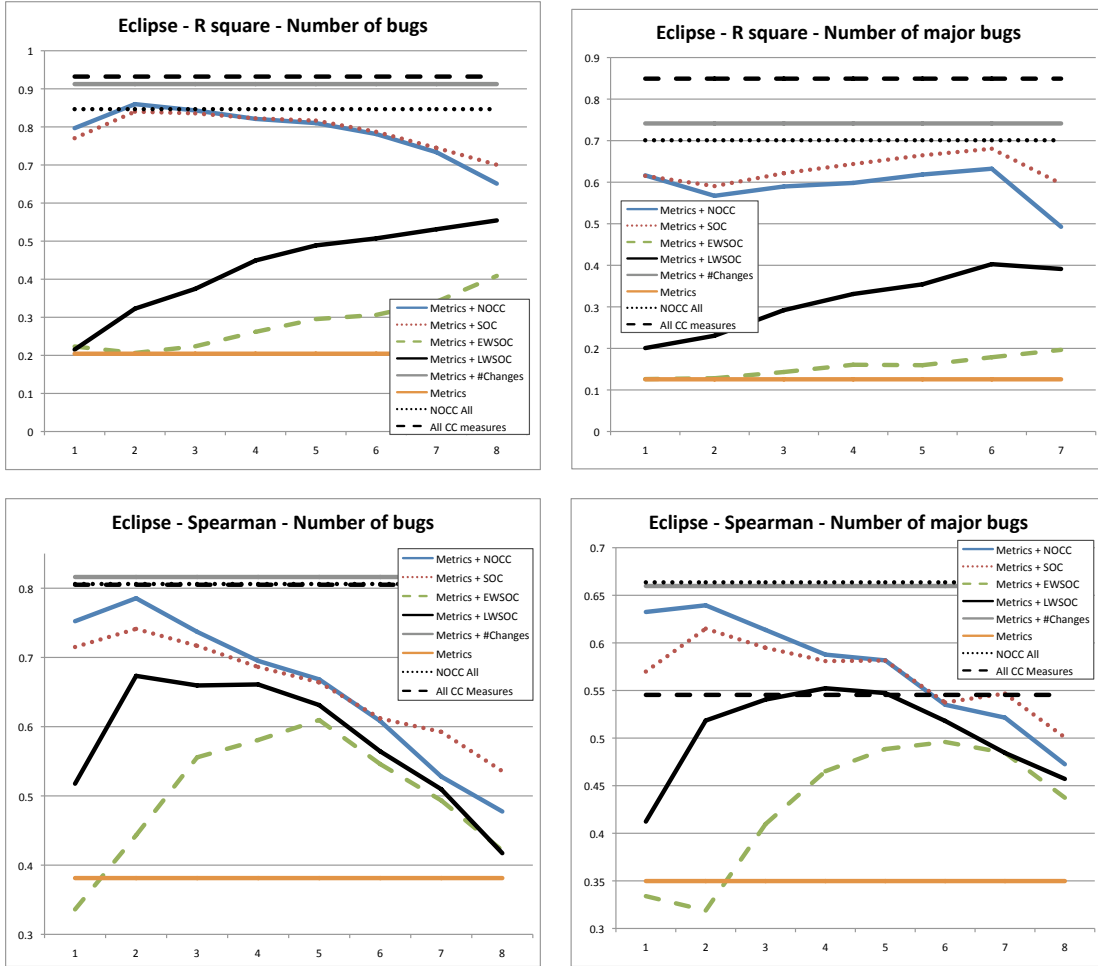 Eclipse - R square - Number of bugs
1
0.9
0.8
0.7
0.6
0.5
0.4
0.3
0.2
0.1
0
1 2 3 4 5 6 7 8
Metrics + NOCC
Metrics + SOC
Metrics + EWSOC
Metrics + LWSOC
Metrics + #Changes
Metrics
NOCC All
All CC measures
Eclipse - R square - Number of major bugs
0.9
0.8
0.7
0.6
0.5
0.4
0.3
0.2
0.1
0
1 2 3 4 5 6 7
Metrics + NOCC
Metrics + SOC
Metrics + EWSOC
Metrics + LWSOC
Metrics + #Changes
Metrics
NOCC All
All CC measures
Eclipse - Spearman - Number of bugs
0.8
0.7
0.6
0.5
0.4
0.3
1 2 3 4 5 6 7 8
Metrics + NOCC
Metrics + SOC
Metrics + EWSOC
Metrics + LWSOC
Metrics + #Changes
Metrics
NOCC All
All CC Measures
Eclipse - Spearman - Number of major bugs
0.7
0.65
0.6
0.55
0.5
0.45
0.4
0.35
0.3
1 2 3 4 5 6 7 8
Metrics + NOCC
Metrics + SOC
Metrics + EWSOC
Metrics + LWSOC
Metrics + #Changes
Metrics
NOCC All
All CC Measures